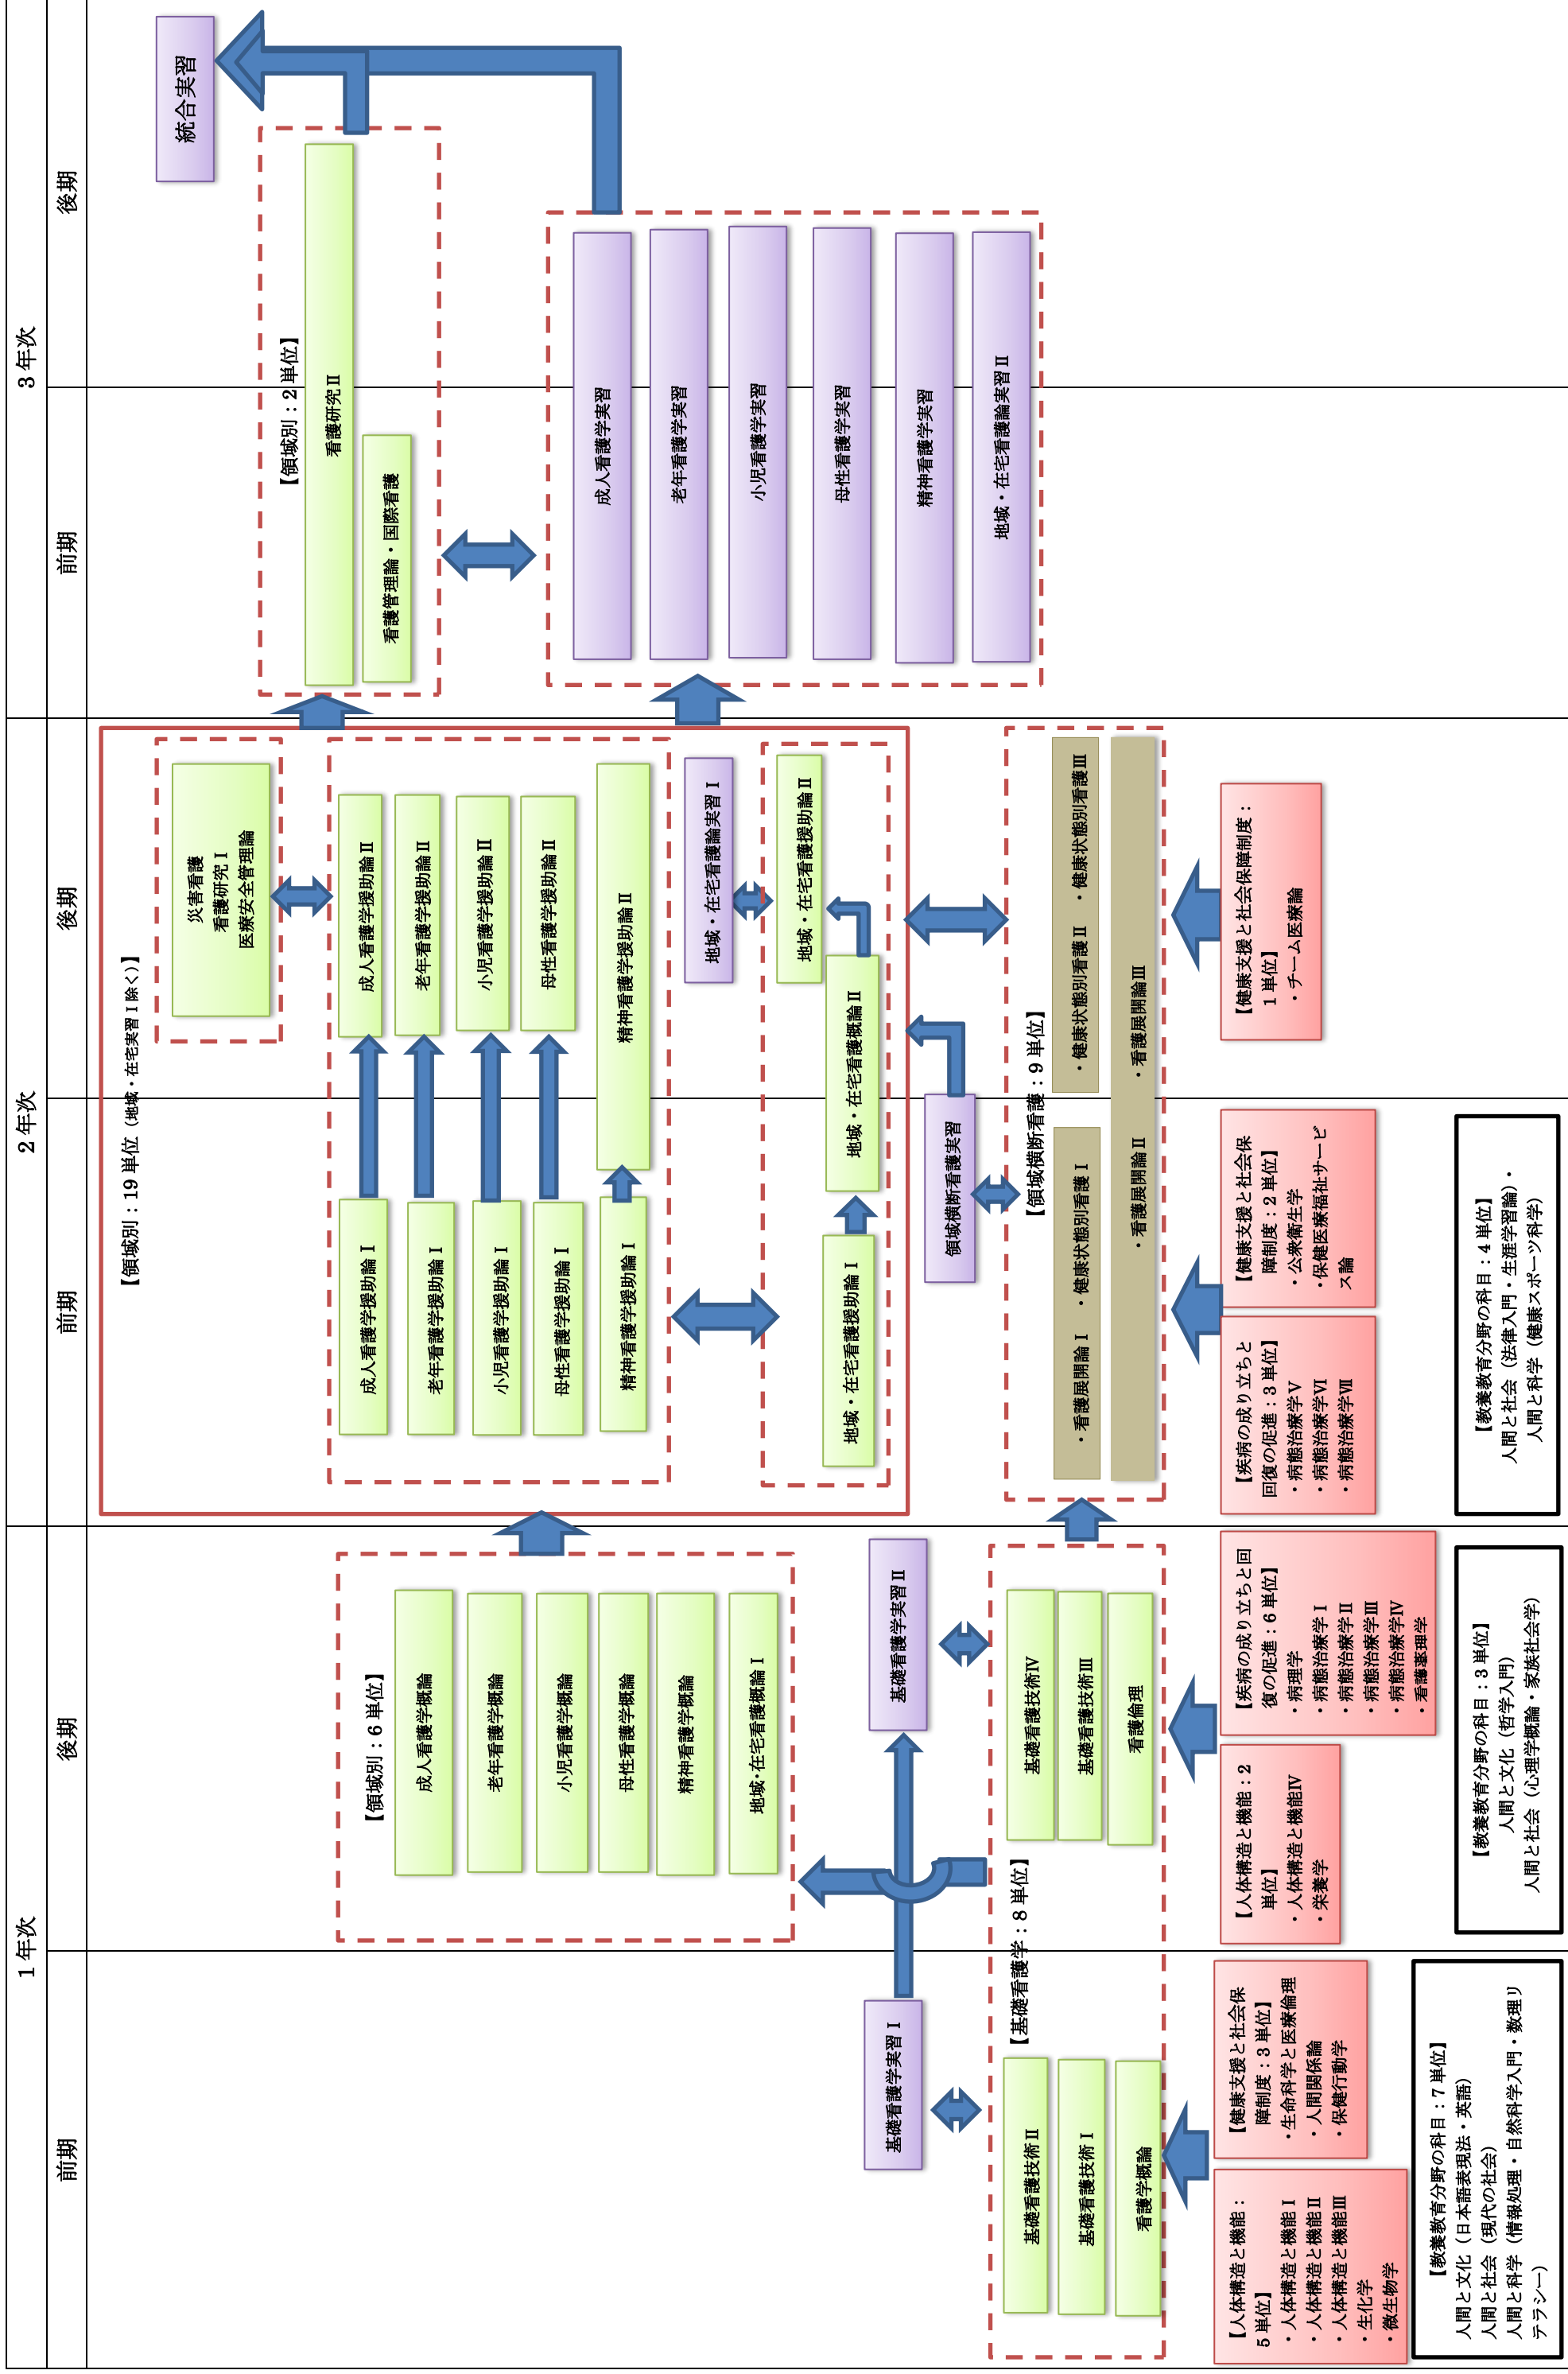 1年次
2年次
3年次
前期
後期
前期
後期
前期
後期
統合実習
【領域別：2単位】
看護研究Ⅱ
看護管理論・国際看護
成人看護学実習
老年看護学実習
小児看護学実習
母性看護学実習
精神看護学実習
地域・在宅看護論実習Ⅱ
【領域別：19単位（地域・在宅実習Ⅰ除く）】
災害看護
看護研究Ⅰ
医療安全管理論
成人看護学援助論Ⅰ
成人看護学援助論Ⅱ
老年看護学援助論Ⅰ
老年看護学援助論Ⅱ
小児看護学援助論Ⅰ
小児看護学援助論Ⅱ
母性看護学援助論Ⅰ
母性看護学援助論Ⅱ
精神看護学援助論Ⅰ
精神看護学援助論Ⅱ
地域・在宅看護論実習Ⅰ
地域・在宅看護援助論Ⅱ
地域・在宅看護援助論Ⅰ
地域・在宅看護概論Ⅱ
領域横断看護実習
【領域横断看護：9単位】
・看護展開論Ⅰ　・健康状態別看護Ⅰ
・健康状態別看護Ⅱ　・健康状態別看護Ⅲ
・看護展開論Ⅱ　・看護展開論Ⅲ
【疾病の成り立ちと
回復の促進：3単位】
・病態治療学Ⅴ
・病態治療学Ⅵ
・病態治療学Ⅶ
【健康支援と社会保
障制度：2単位】
・公衆衛生学
・保健医療福祉サービ
ス論
【健康支援と社会保障制度：
1単位】
・チーム医療論
【教養教育分野の科目：4単位】
人間と社会（法律入門・生涯学習論）・
人間と科学（健康スポーツ科学）
【領域別：6単位】
成人看護学概論
老年看護学概論
小児看護学概論
母性看護学概論
精神看護学概論
地域・在宅看護概論Ⅰ
基礎看護学実習Ⅰ
基礎看護学実習Ⅱ
【基礎看護学：8単位】
基礎看護技術Ⅱ
基礎看護技術Ⅰ
看護学概論
基礎看護技術Ⅳ
基礎看護技術Ⅲ
看護倫理
【人体構造と機能：
5単位】
・人体構造と機能Ⅰ
・人体構造と機能Ⅱ
・人体構造と機能Ⅲ
・生化学
・微生物学
【健康支援と社会保
障制度：3単位】
・生命科学と医療倫理
・人間関係論
・保健行動学
【人体構造と機能：2
単位】
・人体構造と機能Ⅳ
・栄養学
【疾病の成り立ちと回
復の促進：6単位】
・病理学
・病態治療学Ⅰ
・病態治療学Ⅱ
・病態治療学Ⅲ
・病態治療学Ⅳ
・看護薬理学
【教養教育分野の科目：7単位】
人間と文化（日本語表現法・英語）
人間と社会（現代の社会）
人間と科学（情報処理・自然科学入門・数理リ
テラシー）
【教養教育分野の科目：3単位】
人間と文化（哲学入門）
人間と社会（心理学概論・家族社会学）